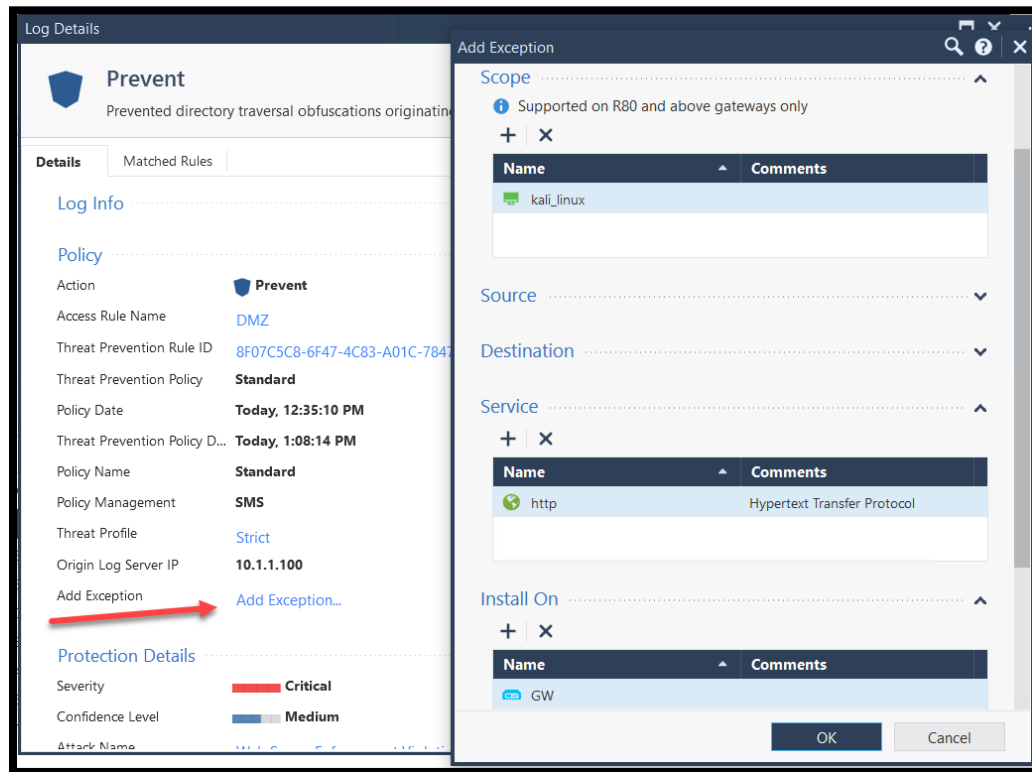 Log Details
Prevent
Prevented directory traversal obfuscations originatin
Details
Matched Rules
Log Info
Policy
Action Prevent
Access Rule Name DMZ
Threat Prevention Rule ID 8F07C5C8-6F47-4C83-A01C-7847
Threat Prevention Policy Standard
Policy Date Today, 12:35:10 PM
Threat Prevention Policy D... Today, 1:08:14 PM
Policy Name Standard
Policy Management SMS
Threat Profile Strict
Origin Log Server IP 10.1.1.100
Add Exception Add Exception...
Protection Details
Severity Critical
Confidence Level Medium
Attack Name
Add Exception
Scope
Supported on R80 and above gateways only
Name Comments
kali_linux
Source
Destination
Service
Name Comments
http Hypertext Transfer Protocol
Install On
Name Comments
GW
OK Cancel